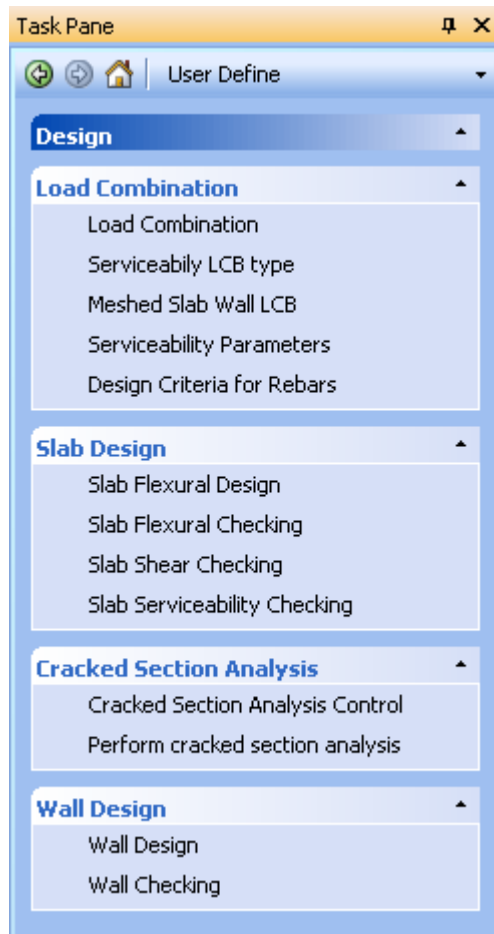 Task Pane
User Define
Design
Load Combination
Load Combination
Serviceabily LCB type
Meshed Slab Wall LCB
Serviceability Parameters
Design Criteria for Rebars
Slab Design
Slab Flexural Design
Slab Flexural Checking
Slab Shear Checking
Slab Serviceability Checking
Cracked Section Analysis
Cracked Section Analysis Control
Perform cracked section analysis
Wall Design
Wall Design
Wall Checking